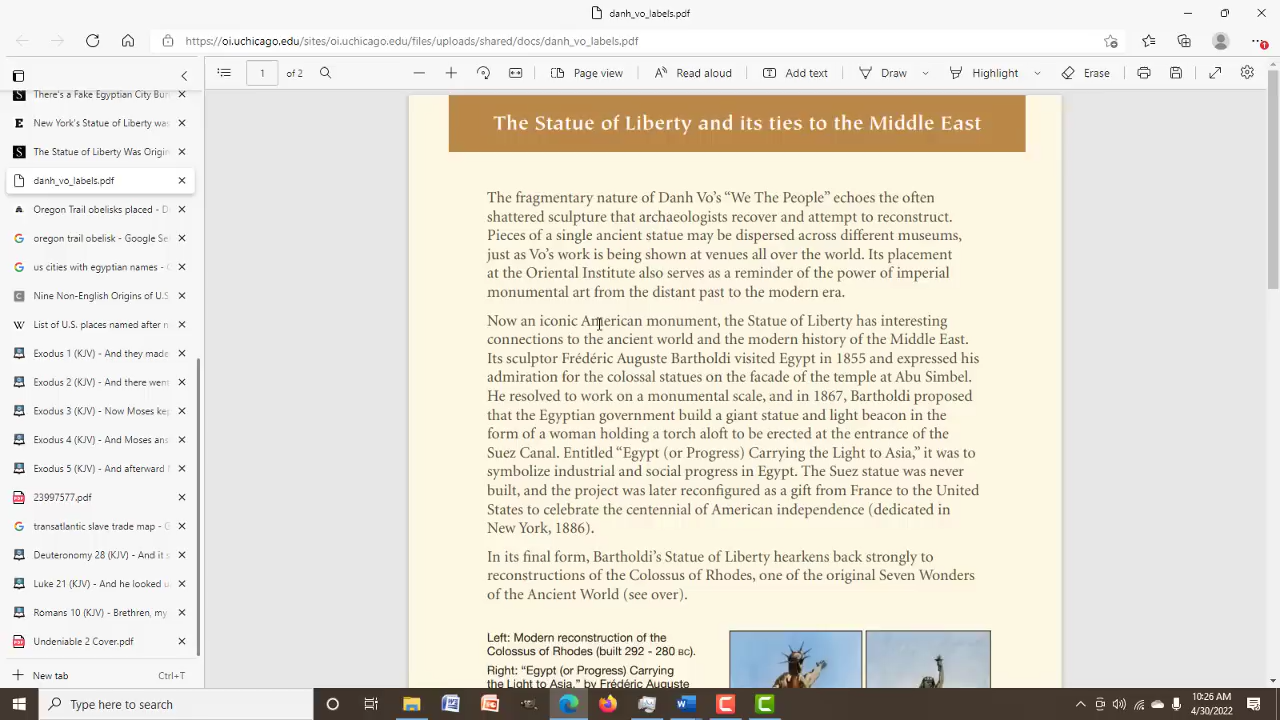 danh_vo_labels.pdf
https://oi.uchicago.edu/sites/oi.uchicago.edu/files/uploads/shared/docs/danh_vo_labels.pdf
1 of 2
Page view
Read aloud
Add text
Draw
Highlight
Erase
There's a Fake Egyptian City Bur
New York's Statue of Liberty was
The Statue of Liberty Was Origin
danh_vo_labels.pdf
Oregon Trail obelisks placed - D
oregon trail obelisk - Google Se
us cities with egyptian names -
Nine Non-English Origins of U.S
List of U.S. places named after n
Exodus 1 (KJV) - And they made
Exodus 2 (KJV) - And there went
Exodus 3 (KJV) - Now Moses kep
Exodus 4 (KJV) - And Moses ans
Exodus 5 (KJV) - And afterward
23997577.pdf
transatlantic slave trade map - G
Deuteronomy 28 (KJV) - And it s
Luke 21 (KJV) - And he looked u
Romans 10 (KJV) - Brethren, my
Undeniable 2 Cover.pdf
New tab
Ctrl+T
The Statue of Liberty and its ties to the Middle East
The fragmentary nature of Danh Vo's “We The People” echoes the often
shattered sculpture that archaeologists recover and attempt to reconstruct.
Pieces of a single ancient statue may be dispersed across different museums,
just as Vo's work is being shown at venues all over the world. Its placement
at the Oriental Institute also serves as a reminder of the power of imperial
monumental art from the distant past to the modern era.
Now an iconic American monument, the Statue of Liberty has interesting
connections to the ancient world and the modern history of the Middle East.
Its sculptor Frédéric Auguste Bartholdi visited Egypt in 1855 and expressed his
admiration for the colossal statues on the facade of the temple at Abu Simbel.
He resolved to work on a monumental scale, and in 1867, Bartholdi proposed
that the Egyptian government build a giant statue and light beacon in the
form of a woman holding a torch aloft to be erected at the entrance of the
Suez Canal. Entitled “Egypt (or Progress) Carrying the Light to Asia,” it was to
symbolize industrial and social progress in Egypt. The Suez statue was never
built, and the project was later reconfigured as a gift from France to the United
States to celebrate the centennial of American independence (dedicated in
New York, 1886).
In its final form, Bartholdi's Statue of Liberty hearkens back strongly to
reconstructions of the Colossus of Rhodes, one of the original Seven Wonders
of the Ancient World (see over).
Left: Modern reconstruction of the
Colossus of Rhodes (built 292 - 280 BC).
Right: “Egypt (or Progress) Carrying
the Light to Asia,” by Frédéric Auguste
Type here to search
10:26 AM
4/30/2022